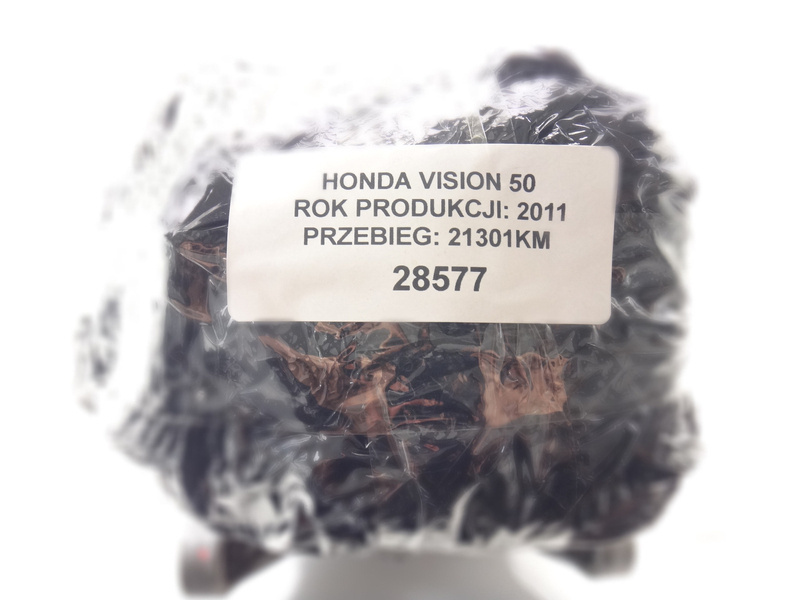 HONDA VISION 50
ROK PRODUKCJI: 2011
PRZEBIEG: 21301KM
28577